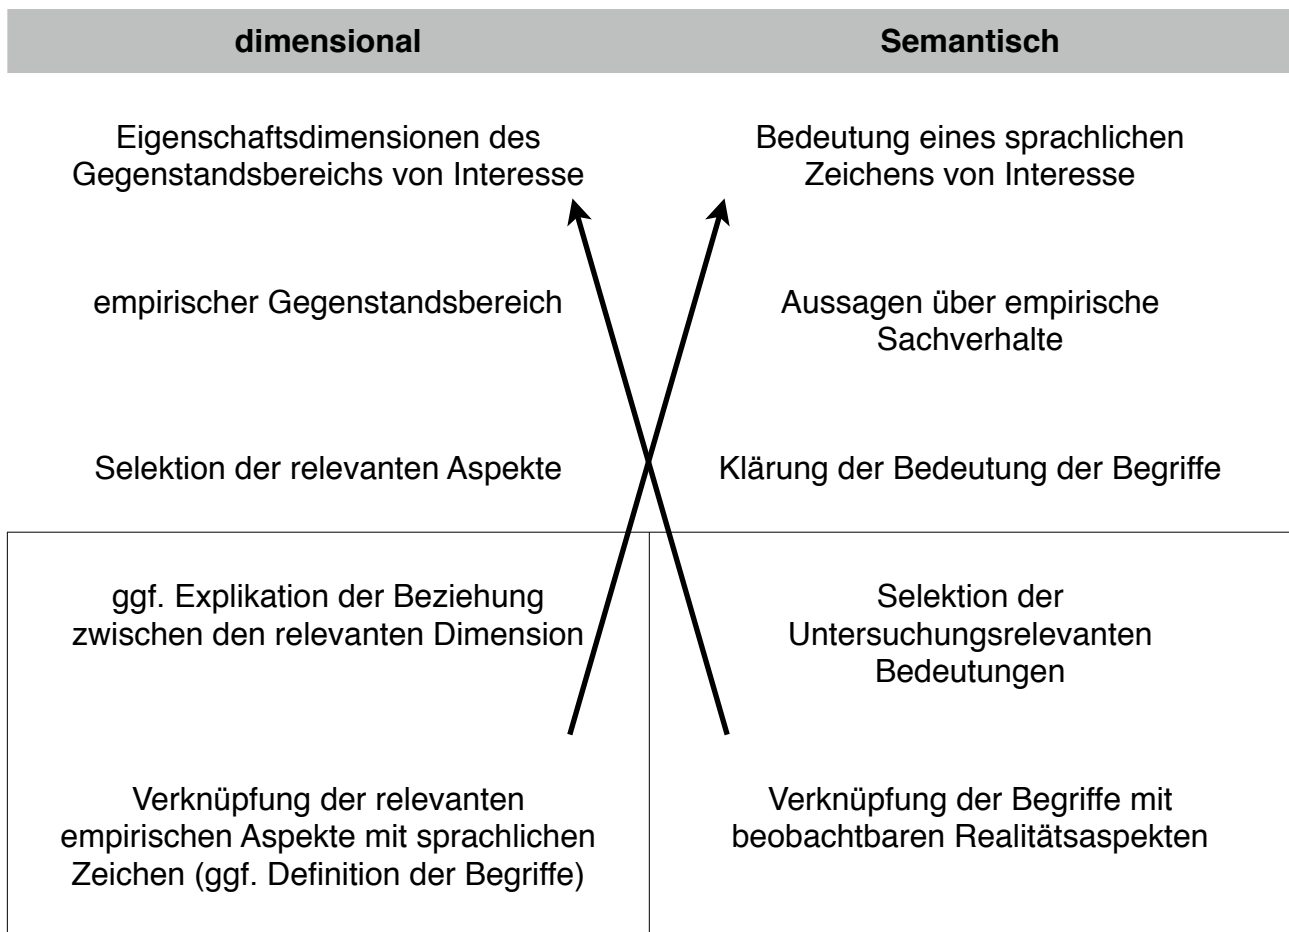 dimensional
Semantisch
Eigenschaftsdimensionen des
Gegenstandsbereichs von Interesse
Bedeutung eines sprachlichen
Zeichens von Interesse
empirischer Gegenstandsbereich
Aussagen über empirische
Sachverhalte
Selektion der relevanten Aspekte
Klärung der Bedeutung der Begriffe
ggf. Explikation der Beziehung
zwischen den relevanten Dimension
Selektion der
Untersuchungsrelevanten
Bedeutungen
Verknüpfung der relevanten
empirischen Aspekte mit sprachlichen
Zeichen (ggf. Definition der Begriffe)
Verknüpfung der Begriffe mit
beobachtbaren Realitätsaspekten